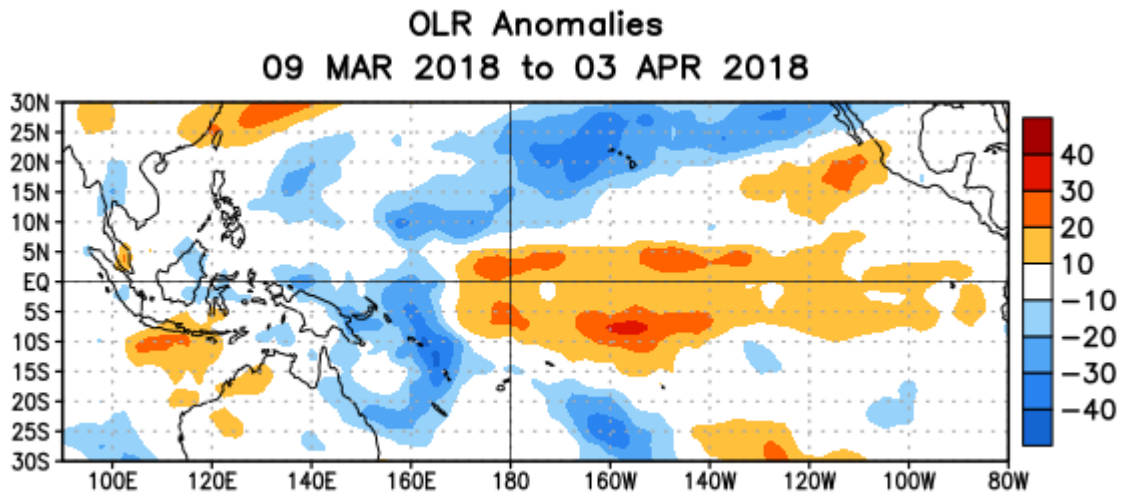 OLR Anomalies
09 MAR 2018 to 03 APR 2018
30N
25N
20N
15N
10N
5N
EQ
5S
10S
15S
20S
25S
30S
100E 120E 140E 160E 180 160W 140W 120W 100W 80W
40
30
20
10
-10
-20
-30
-40